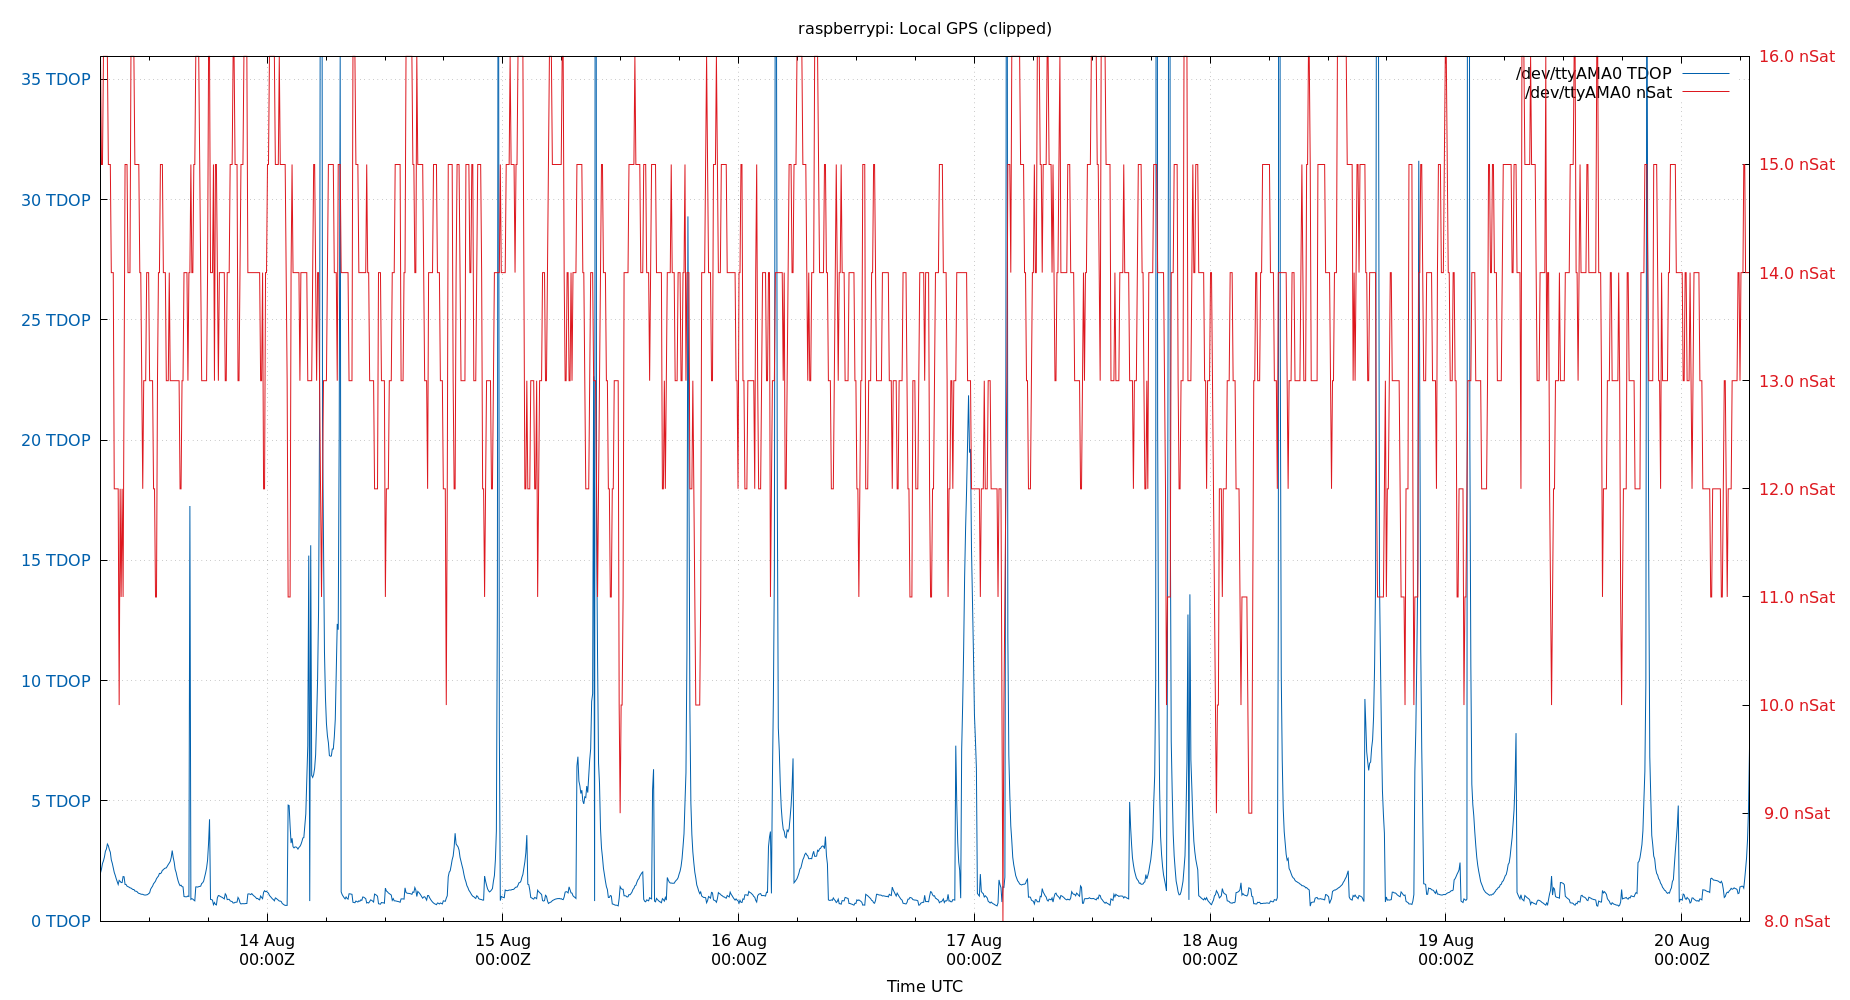 raspberrypi: Local GPS (clipped)
/dev/ttyAMA0 TDOP
/dev/ttyAMA0 nSat
35 TDOP
30 TDOP
25 TDOP
20 TDOP
15 TDOP
10 TDOP
5 TDOP
0 TDOP
16.0 nSat
15.0 nSat
14.0 nSat
13.0 nSat
12.0 nSat
11.0 nSat
10.0 nSat
9.0 nSat
8.0 nSat
14 Aug
00:00Z
15 Aug
00:00Z
16 Aug
00:00Z
17 Aug
00:00Z
18 Aug
00:00Z
19 Aug
00:00Z
20 Aug
00:00Z
Time UTC